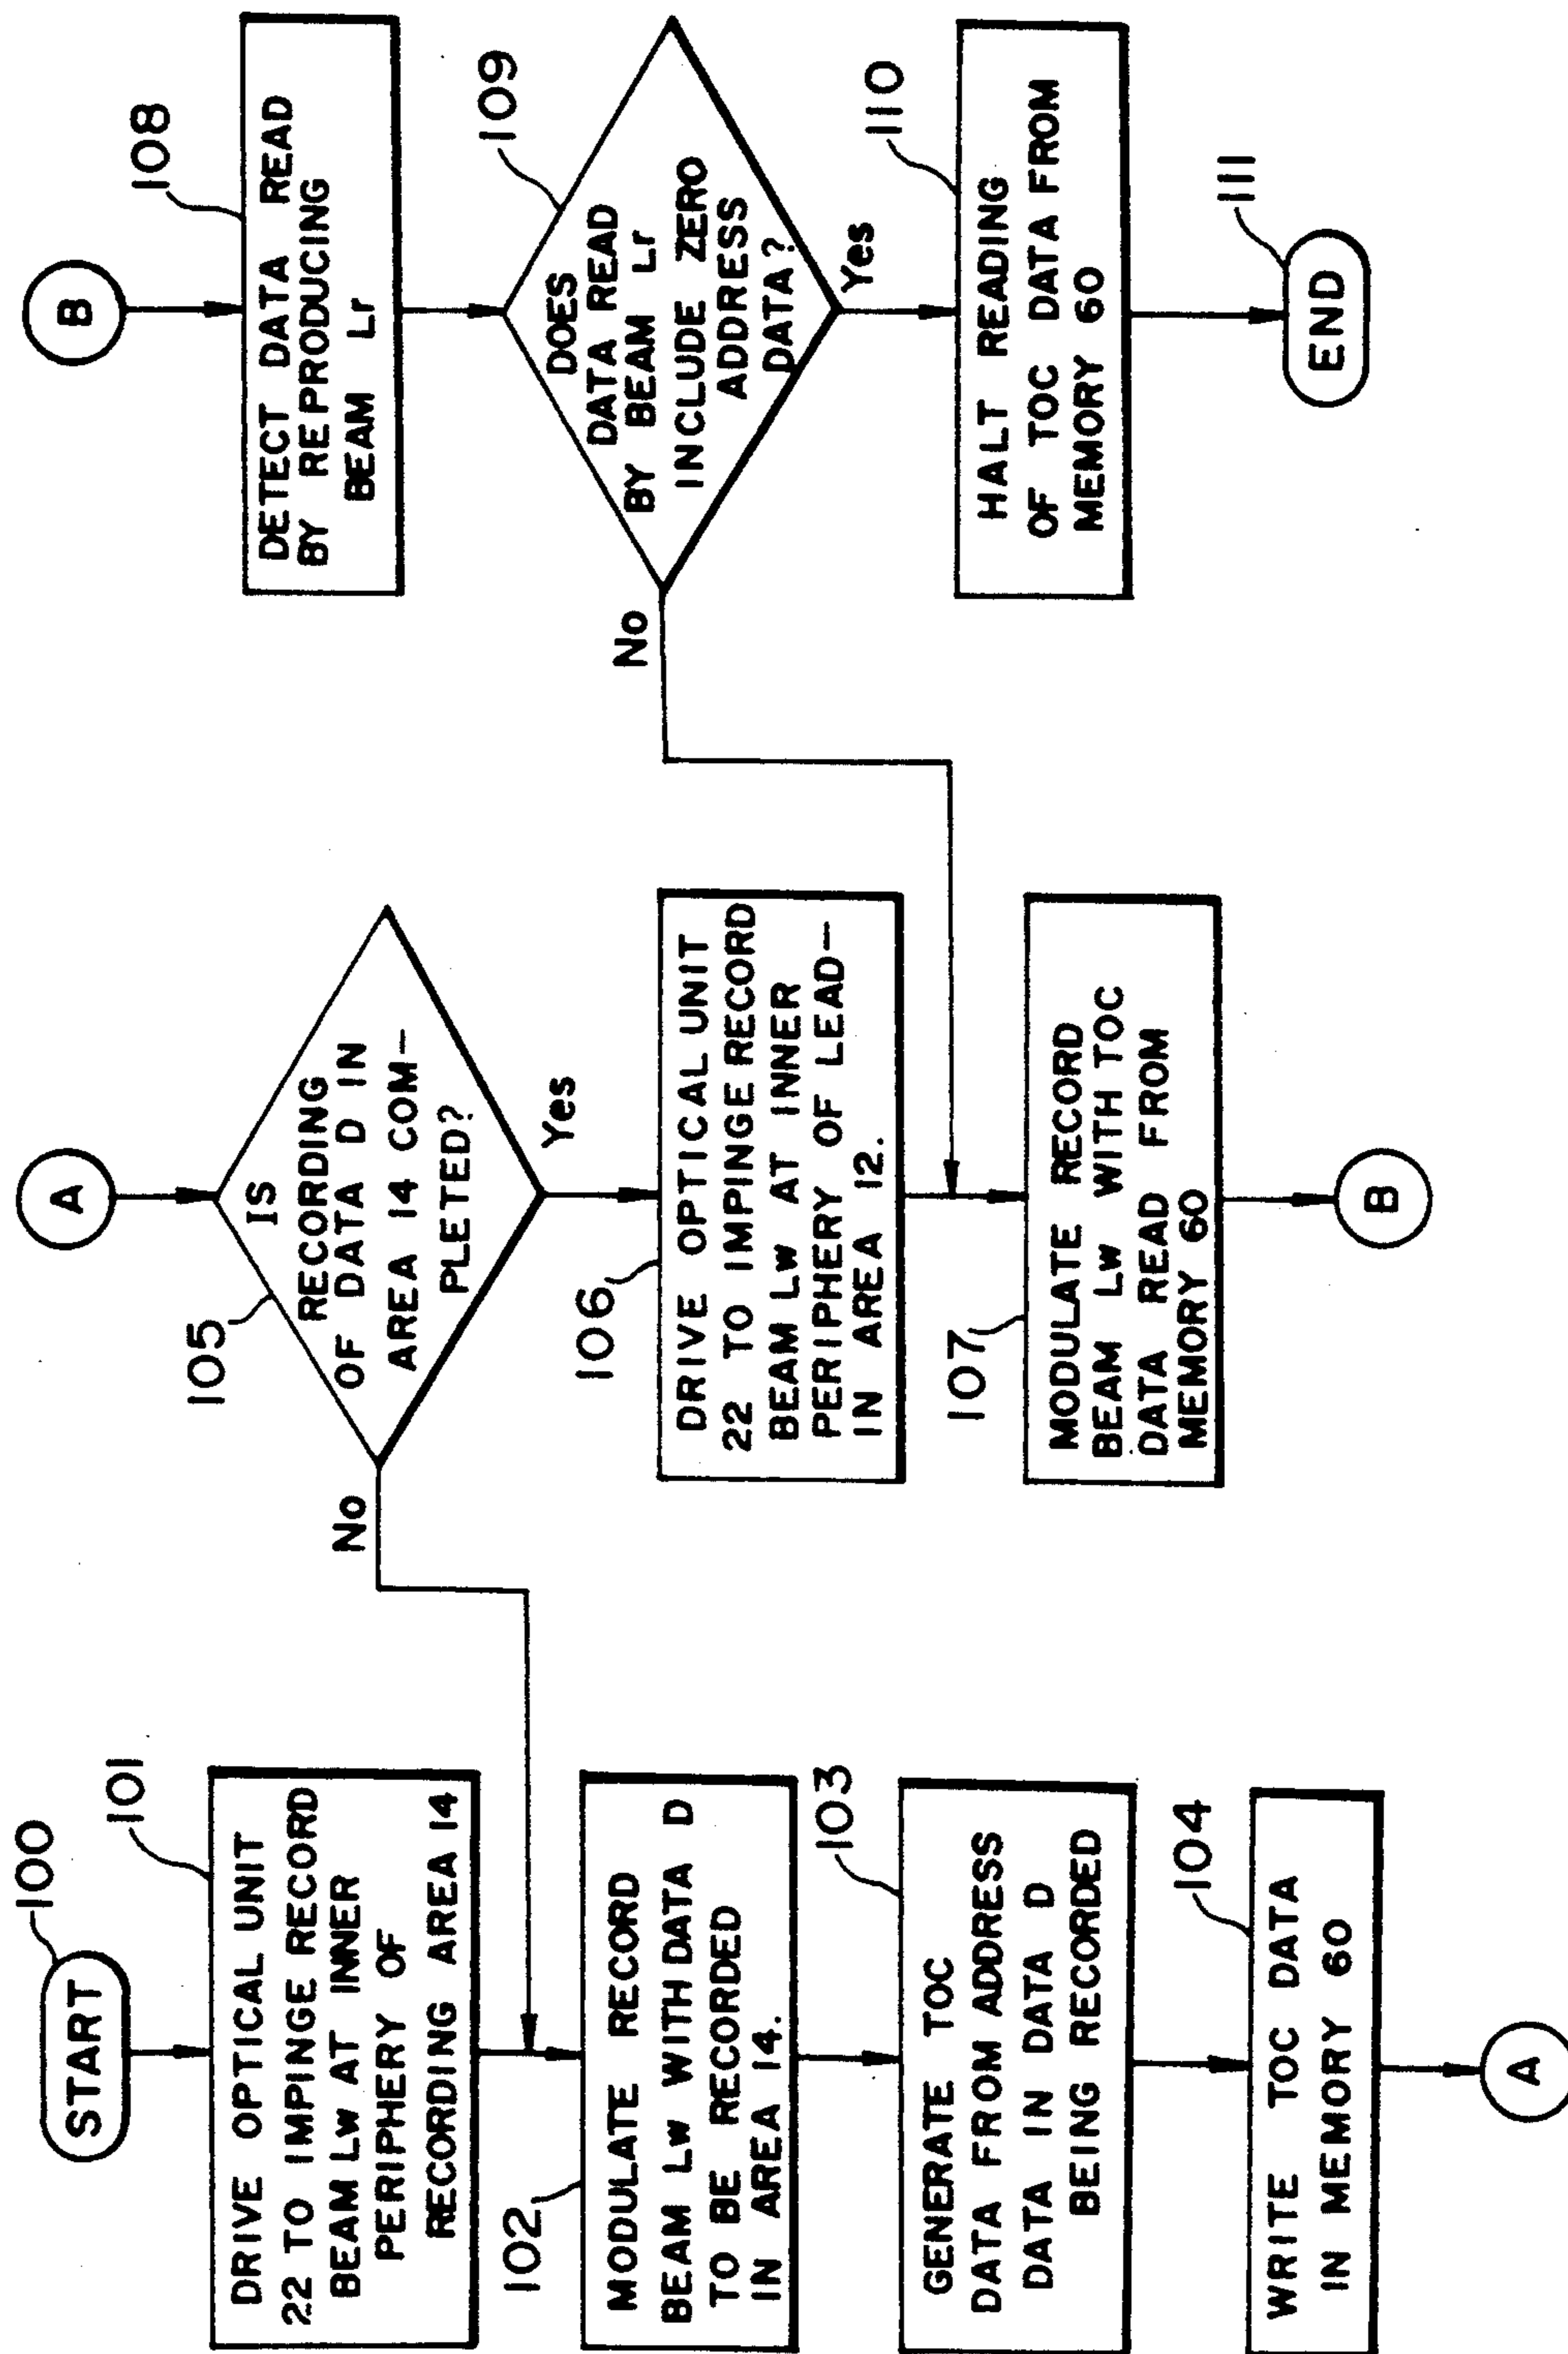 100
START
101
DRIVE OPTICAL UNIT
22 TO IMPINGE RECORD
BEAM Lw AT INNER
PERIPHERY OF
RECORDING AREA 14
102
MODULATE RECORD
BEAM Lw WITH DATA D
TO BE RECORDED
IN AREA 14.
103
GENERATE TOC
DATA FROM ADDRESS
DATA IN DATA D
BEING RECORDED
104
WRITE TOC DATA
IN MEMORY 60
A
A
105
IS
RECORDING
OF DATA D IN
AREA 14 COM-
PLETED?
No
Yes
106
DRIVE OPTICAL UNIT
22 TO IMPINGE RECORD
BEAM Lw AT INNER
PERIPHERY OF LEAD-
IN AREA 12.
107
MODULATE RECORD
BEAM Lw WITH TOC
DATA READ FROM
MEMORY 60
B
B
108
DETECT DATA READ
BY REPRODUCING
BEAM Lr
109
DOES
DATA READ
BY BEAM Lr
INCLUDE ZERO
ADDRESS
DATA?
No
Yes
110
HALT READING
OF TOC DATA FROM
MEMORY 60
111
END